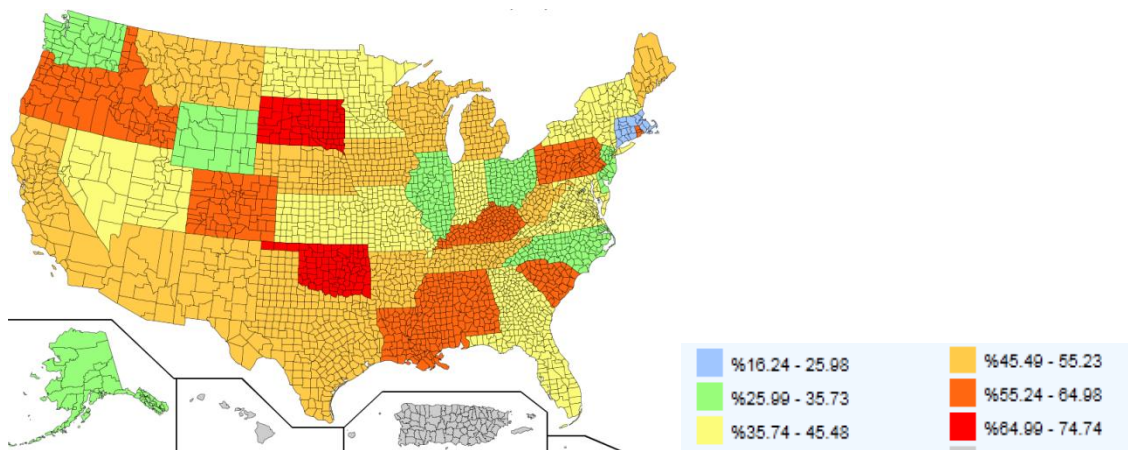 %16.24 - 25.98
%25.99 - 35.73
%35.74 - 45.48
%45.49 - 55.23
%55.24 - 64.98
%64.99 - 74.74